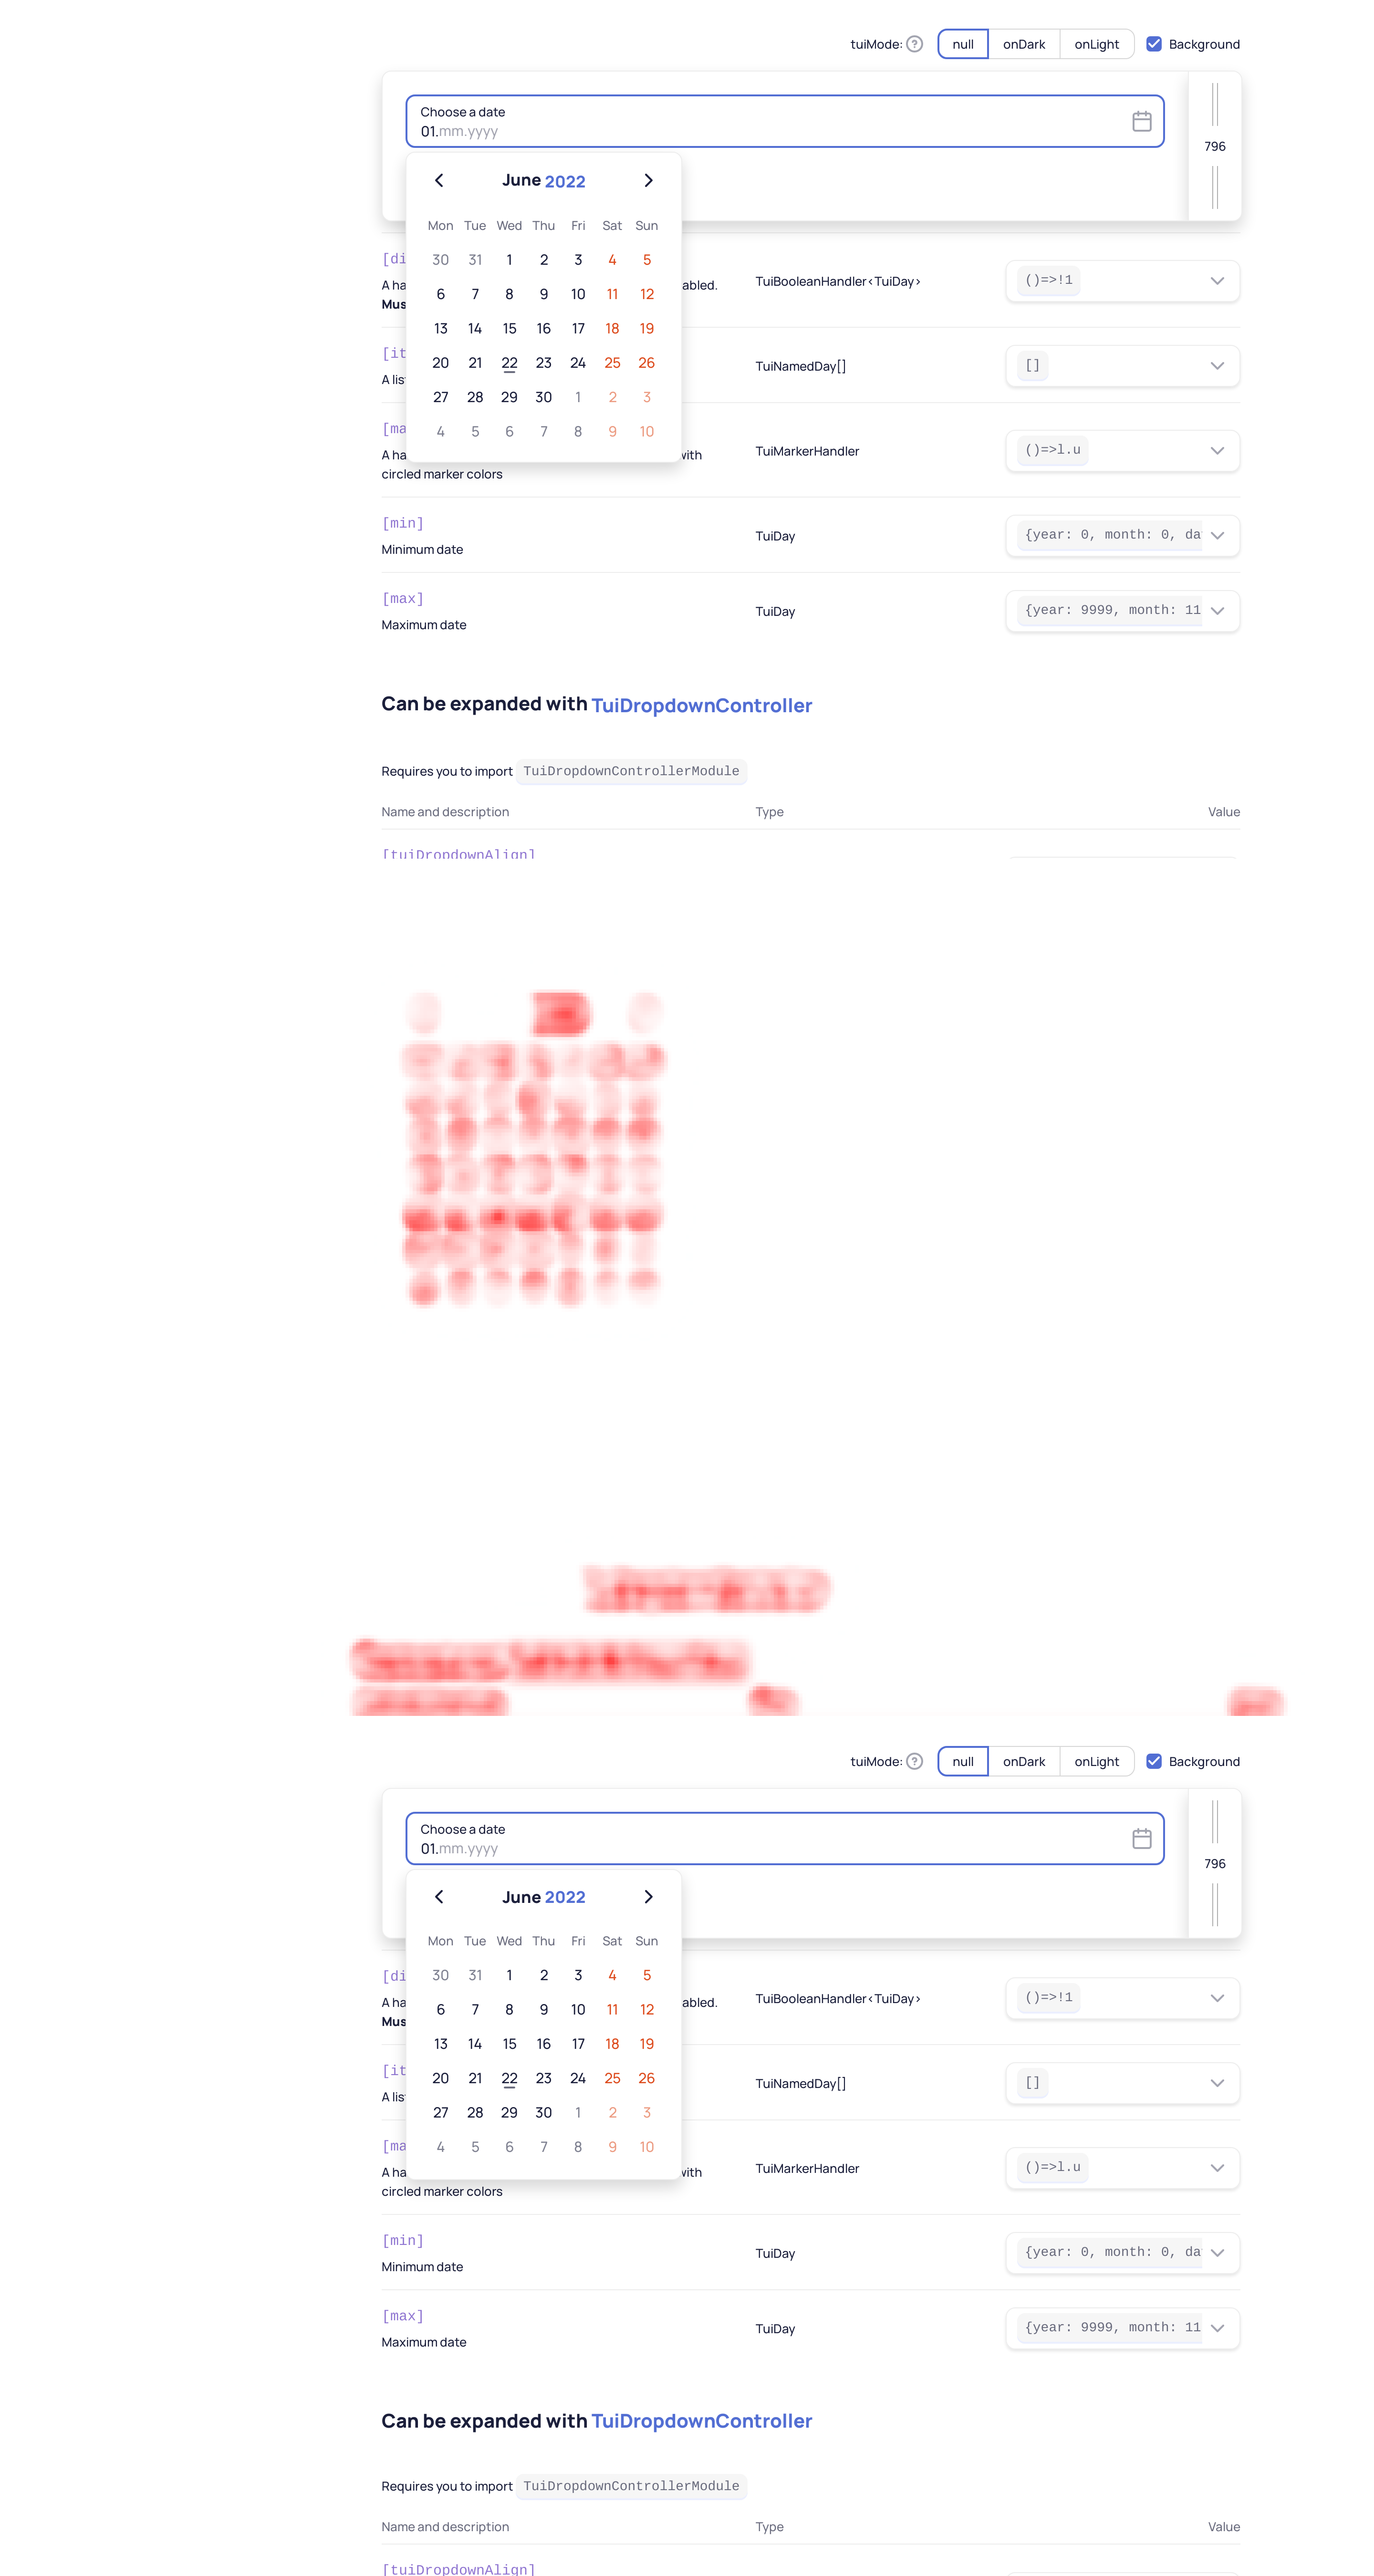 tuiMode: null onDark onLight Background
Choose a date
01.mm.yyyy
796
June 2022
Mon Tue Wed Thu Fri Sat Sun
30 31 1 2 3 4 5
6 7 8 9 10 11 12
13 14 15 16 17 18 19
20 21 22 23 24 25 26
27 28 29 30 1 2 3
4 5 6 7 8 9 10
[di
A ha abled.
Mus
TuiBooleanHandler<TuiDay>
()=>!1
[it
A lis
TuiNamedDay[]
[]
[ma
A ha with
circled marker colors
TuiMarkerHandler
()=>l.u
[min]
Minimum date
TuiDay
{year: 0, month: 0, da
[max]
Maximum date
TuiDay
{year: 9999, month: 11
Can be expanded with TuiDropdownController
Requires you to import TuiDropdownControllerModule
Name and description Type Value
[tuiDropdownAlign]
tuiMode: null onDark onLight Background
Choose a date
01.mm.yyyy
796
June 2022
Mon Tue Wed Thu Fri Sat Sun
30 31 1 2 3 4 5
6 7 8 9 10 11 12
13 14 15 16 17 18 19
20 21 22 23 24 25 26
27 28 29 30 1 2 3
4 5 6 7 8 9 10
[di
A ha abled.
Mus
TuiBooleanHandler<TuiDay>
()=>!1
[it
A lis
TuiNamedDay[]
[]
[ma
A ha with
circled marker colors
TuiMarkerHandler
()=>l.u
[min]
Minimum date
TuiDay
{year: 0, month: 0, da
[max]
Maximum date
TuiDay
{year: 9999, month: 11
Can be expanded with TuiDropdownController
Requires you to import TuiDropdownControllerModule
Name and description Type Value
[tuiDropdownAlign]